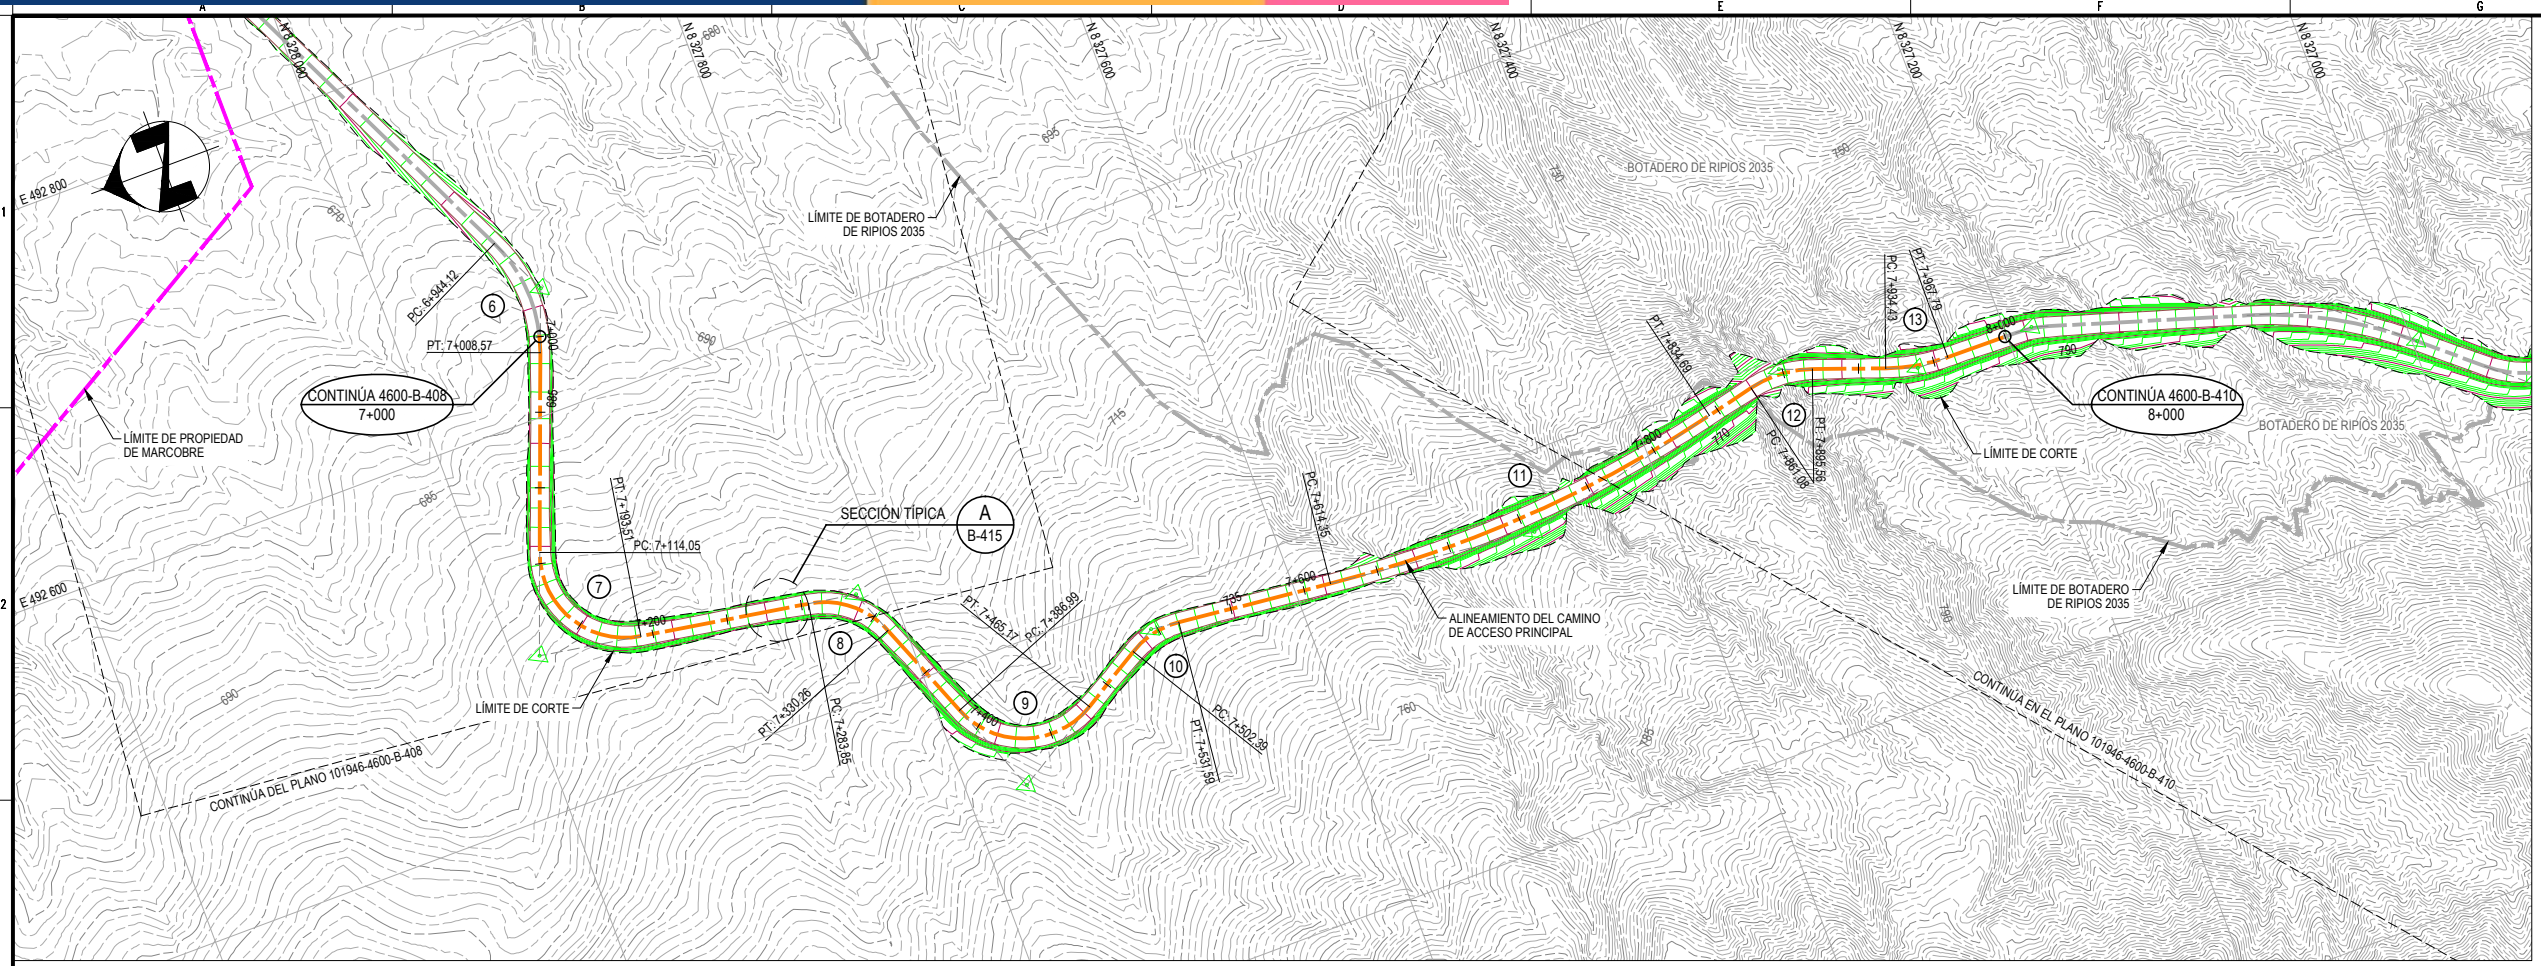 A
B
C
D
E
F
G
1
2
N 8 328 000
N 8 327 800
N 8 327 600
N 8 327 400
N 8 327 200
N 8 327 000
E 492 800
E 492 600
680
695
730
750
670
690
685
715
690
760
785
790
BOTADERO DE RIPIOS 2035
LÍMITE DE BOTADERO
DE RIPIOS 2035
PC: 6+944,12
6
7+000
PT: 7+008,57
CONTINÚA 4600-B-408
7+000
LÍMITE DE PROPIEDAD
DE MARCOBRE
PT: 7+193,51
PC: 7+114,05
7
7+200
SECCIÓN TÍPICA
A
B-415
8
LÍMITE DE CORTE
PT: 7+330,26
PC: 7+283,85
CONTINÚA DEL PLANO 101946-4600-B-408
PT: 7+465,17
PC: 7+386,99
9
7+400
10
PC: 7+502,39
PT: 7+531,59
735
7+600
PC: 7+614,35
11
ALINEAMIENTO DEL CAMINO
DE ACCESO PRINCIPAL
PT: 7+834,69
7+800
770
12
PC: 7+861,08
PT: 7+895,56
PC: 7+934,43
PT: 7+967,79
13
8+000
790
CONTINÚA 4600-B-410
8+000
LÍMITE DE CORTE
BOTADERO DE RIPIOS 2035
LÍMITE DE BOTADERO
DE RIPIOS 2035
CONTINÚA EN EL PLANO 101946-4600-B-410